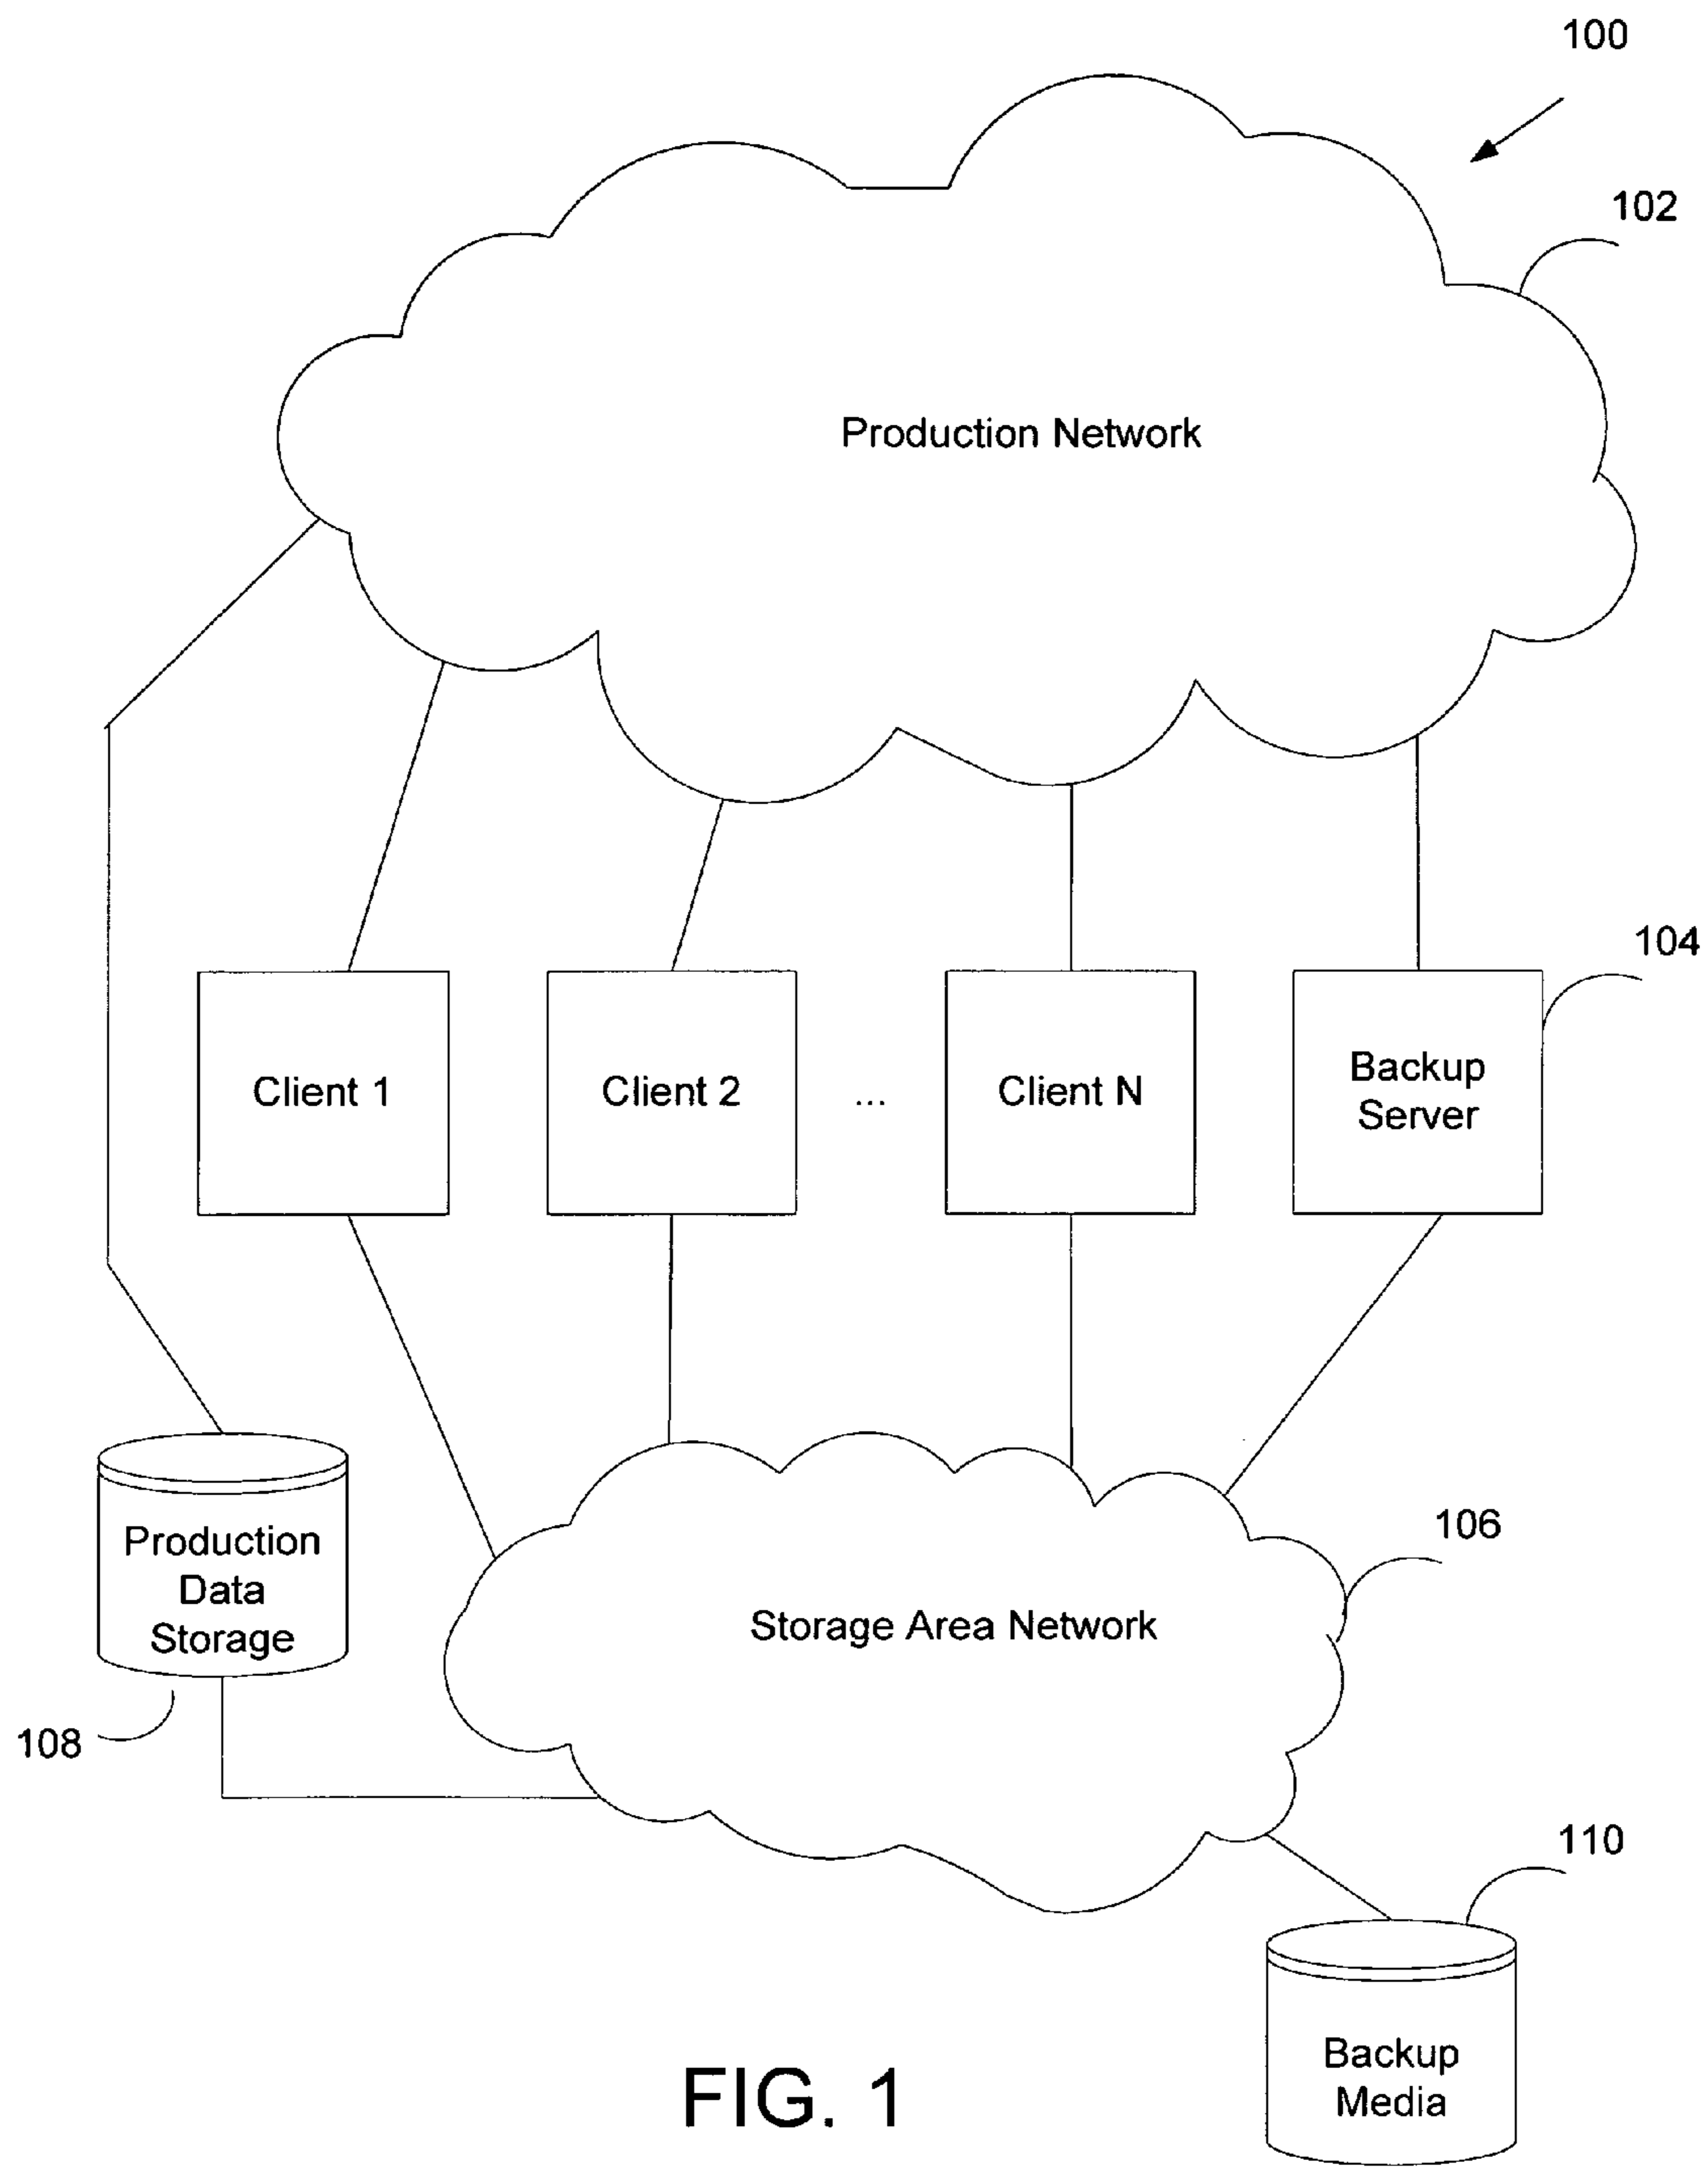 100
102
Production Network
104
Client 1
Client 2
...
Client N
Backup
Server
106
Production
Data
Storage
Storage Area Network
108
110
Backup
Media
FIG. 1